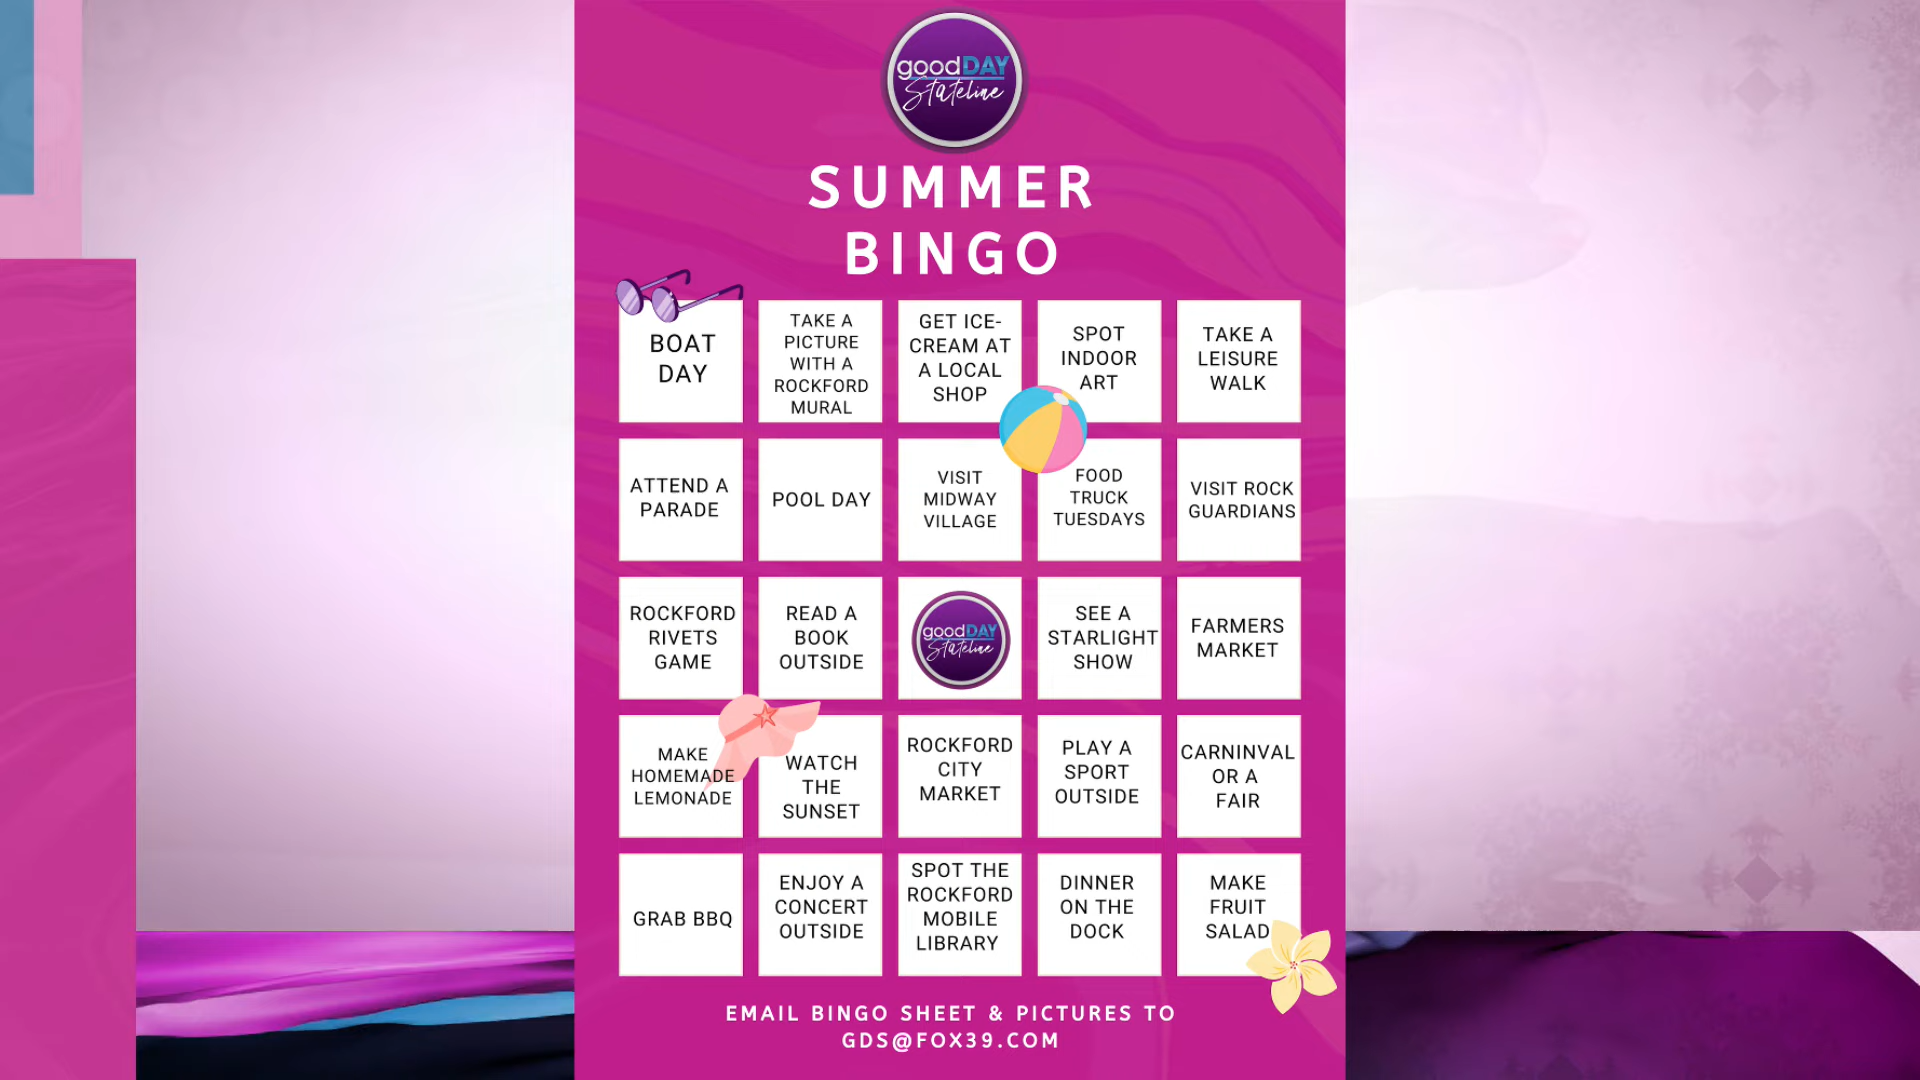 goodDAY
Stateline
SUMMER
BINGO
BOAT
DAY
TAKE A
PICTURE
WITH A
ROCKFORD
MURAL
GET ICE-
CREAM AT
A LOCAL
SHOP
SPOT
INDOOR
ART
TAKE A
LEISURE
WALK
ATTEND A
PARADE
POOL DAY
VISIT
MIDWAY
VILLAGE
FOOD
TRUCK
TUESDAYS
VISIT ROCK
GUARDIANS
ROCKFORD
RIVETS
GAME
READ A
BOOK
OUTSIDE
goodDAY
Stateline
SEE A
STARLIGHT
SHOW
FARMERS
MARKET
MAKE
HOMEMADE
LEMONADE
WATCH
THE
SUNSET
ROCKFORD
CITY
MARKET
PLAY A
SPORT
OUTSIDE
CARNINVAL
OR A
FAIR
GRAB BBQ
ENJOY A
CONCERT
OUTSIDE
SPOT THE
ROCKFORD
MOBILE
LIBRARY
DINNER
ON THE
DOCK
MAKE
FRUIT
SALAD
EMAIL BINGO SHEET & PICTURES TO
GDS@FOX39.COM